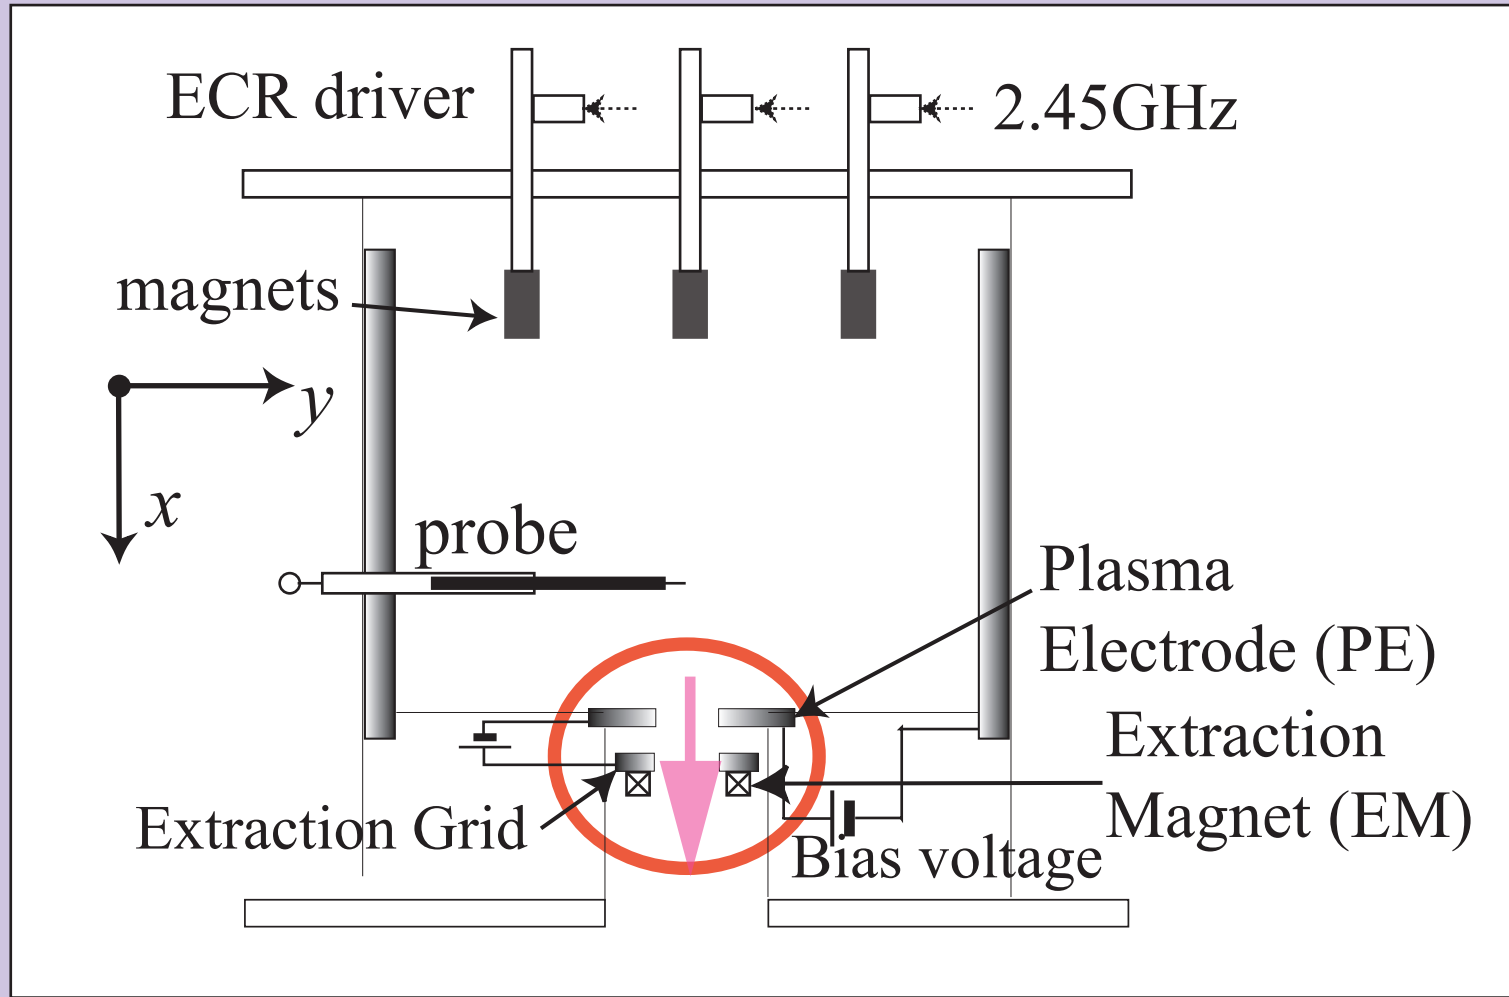 ECR driver
2.45GHz
magnets
y
x
probe
Plasma
Electrode (PE)
Extraction
Magnet (EM)
Extraction Grid
Bias voltage